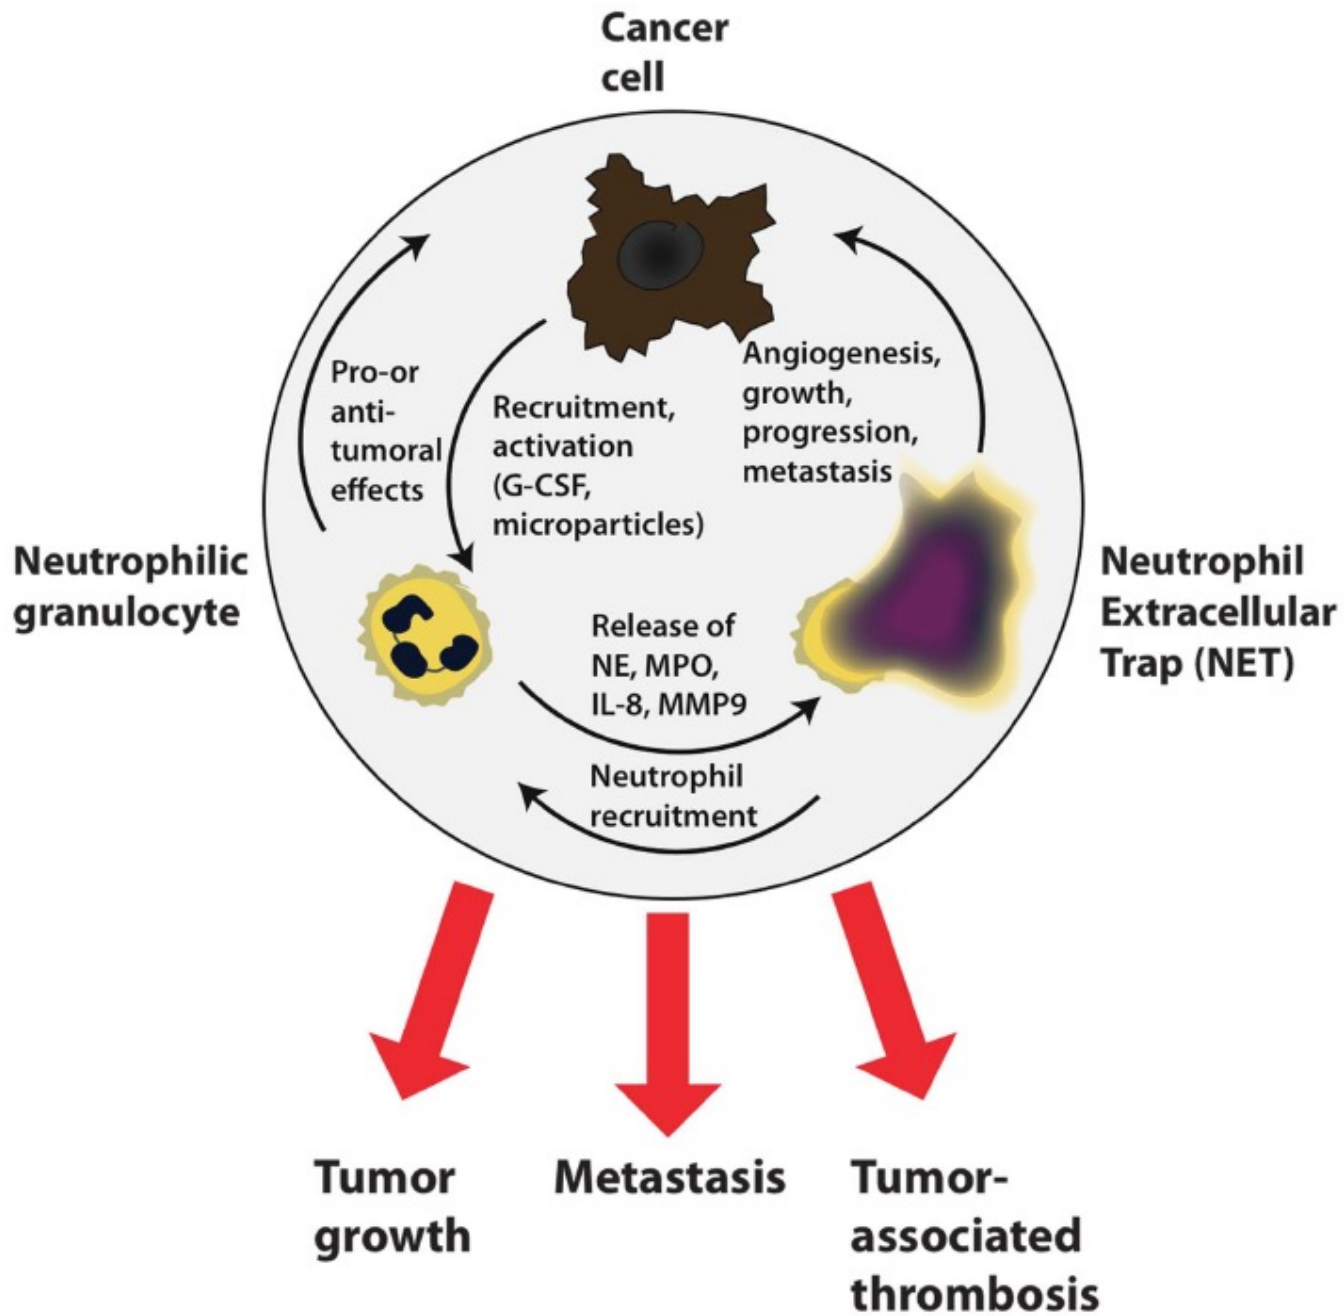 Cancer
cell
Pro-or
anti-
tumoral
effects
Recruitment,
activation
(G-CSF,
microparticles)
Angiogenesis,
growth,
progression,
metastasis
Neutrophilic
granulocyte
Neutrophil
Extracellular
Trap (NET)
Release of
NE, MPO,
IL-8, MMP9
Neutrophil
recruitment
Tumor
growth
Metastasis
Tumor-
associated
thrombosis